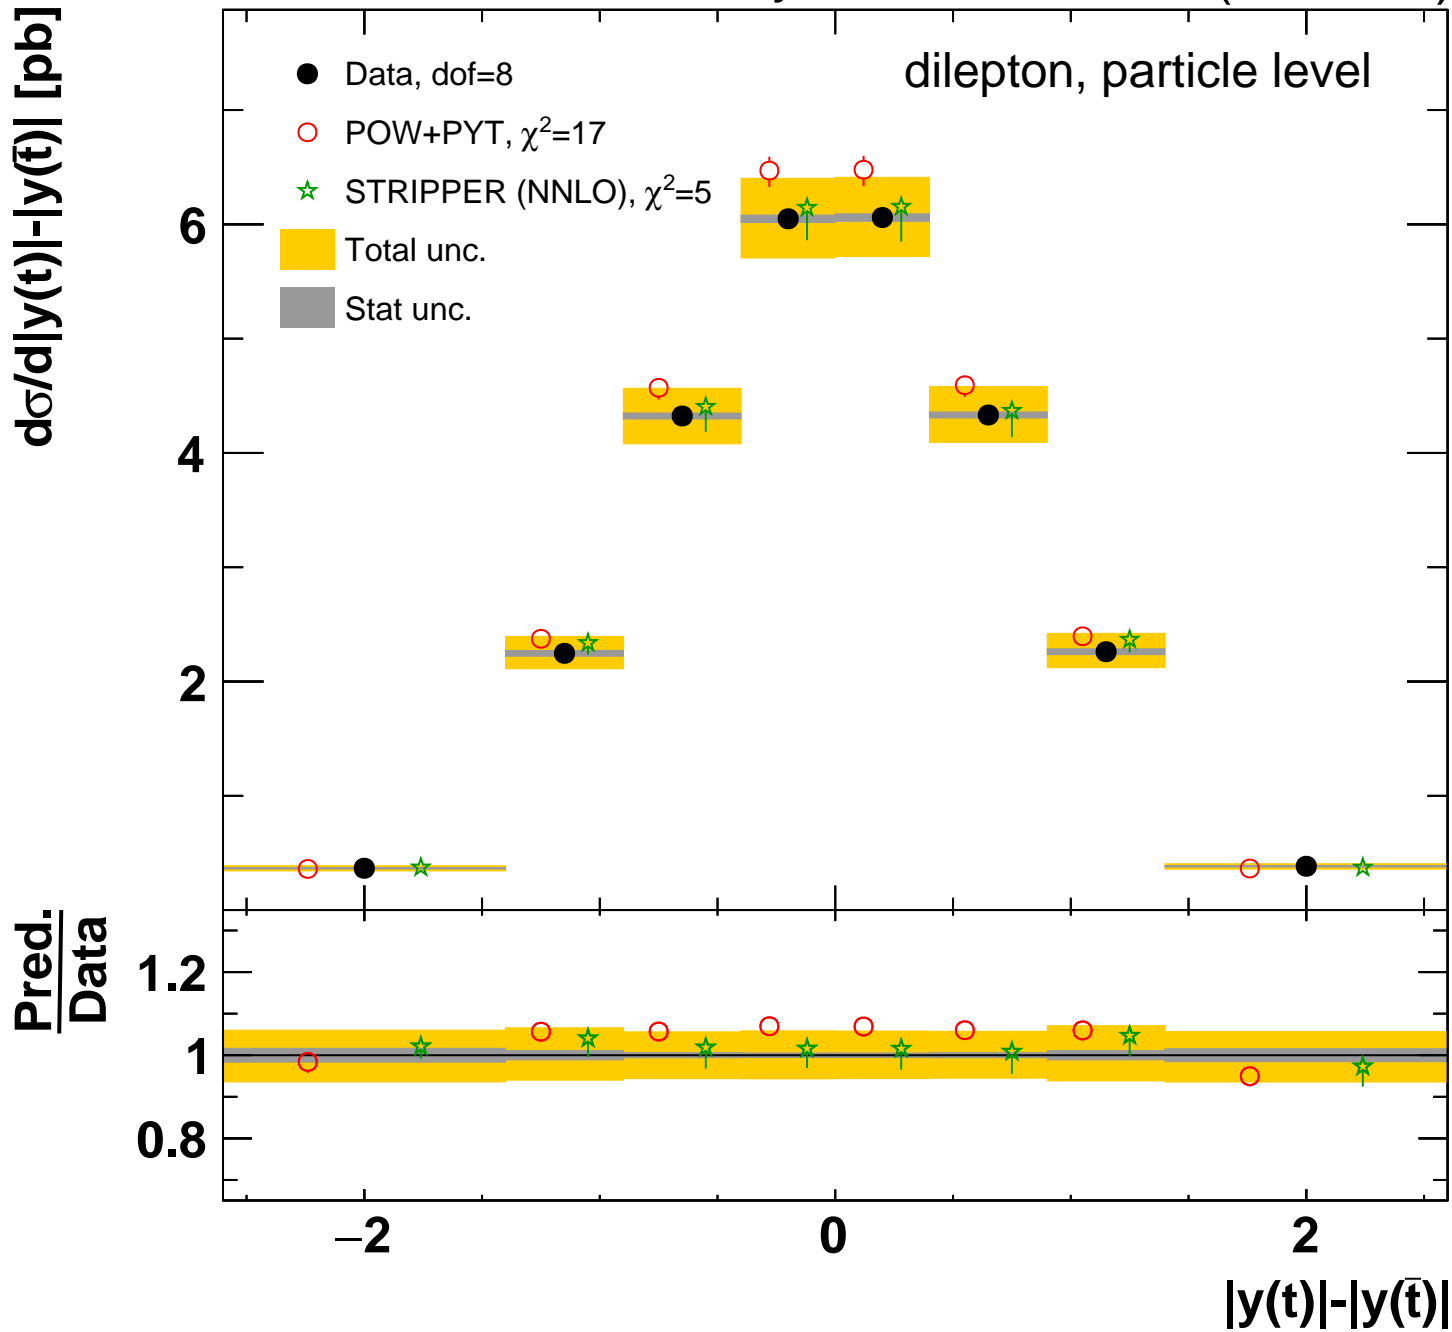 dσ/d|y(t)|-|y(t̄)| [pb]
dilepton, particle level
Data, dof=8
POW+PYT, χ²=17
STRIPPER (NNLO), χ²=5
Total unc.
Stat unc.
6
4
2
Pred.
Data
1.2
1
0.8
−2
0
2
|y(t)|-|y(t̄)|